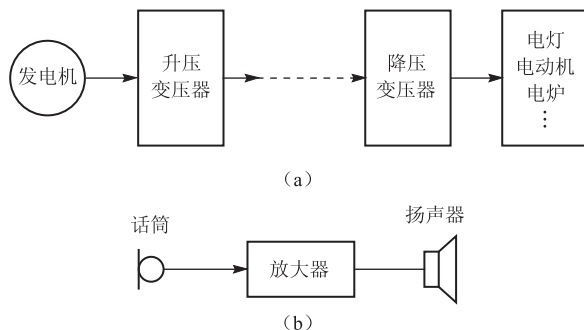 发电机
升压
变压器
降压
变压器
电灯
电动机
电炉
⋮
（a）
话筒
放大器
扬声器
（b）